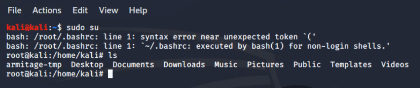 File Actions Edit View Help
kali@kali:~$ sudo su
bash: /root/.bashrc: line 1: syntax error near unexpected token `('
bash: /root/.bashrc: line 1: `~/.bashrc: executed by bash(1) for non-login shells.'
root@kali:/home/kali# ls
armitage-tmp Desktop Documents Downloads Music Pictures Public Templates Videos
root@kali:/home/kali#